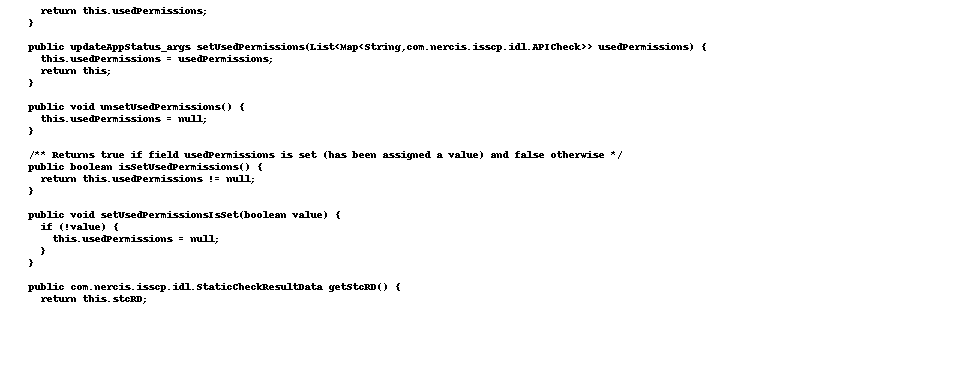 return this.usedPermissions;
}
public updateAppStatus_args setUsedPermissions(List<Map<String,com.nercis.isscp.idl.APICheck>> usedPermissions) {
this.usedPermissions = usedPermissions;
return this;
}
public void unsetUsedPermissions() {
this.usedPermissions = null;
}
/** Returns true if field usedPermissions is set (has been assigned a value) and false otherwise */
public boolean isSetUsedPermissions() {
return this.usedPermissions != null;
}
public void setUsedPermissionsIsSet(boolean value) {
if (!value) {
this.usedPermissions = null;
}
}
public com.nercis.isscp.idl.StaticCheckResultData getStcRD() {
return this.stcRD;